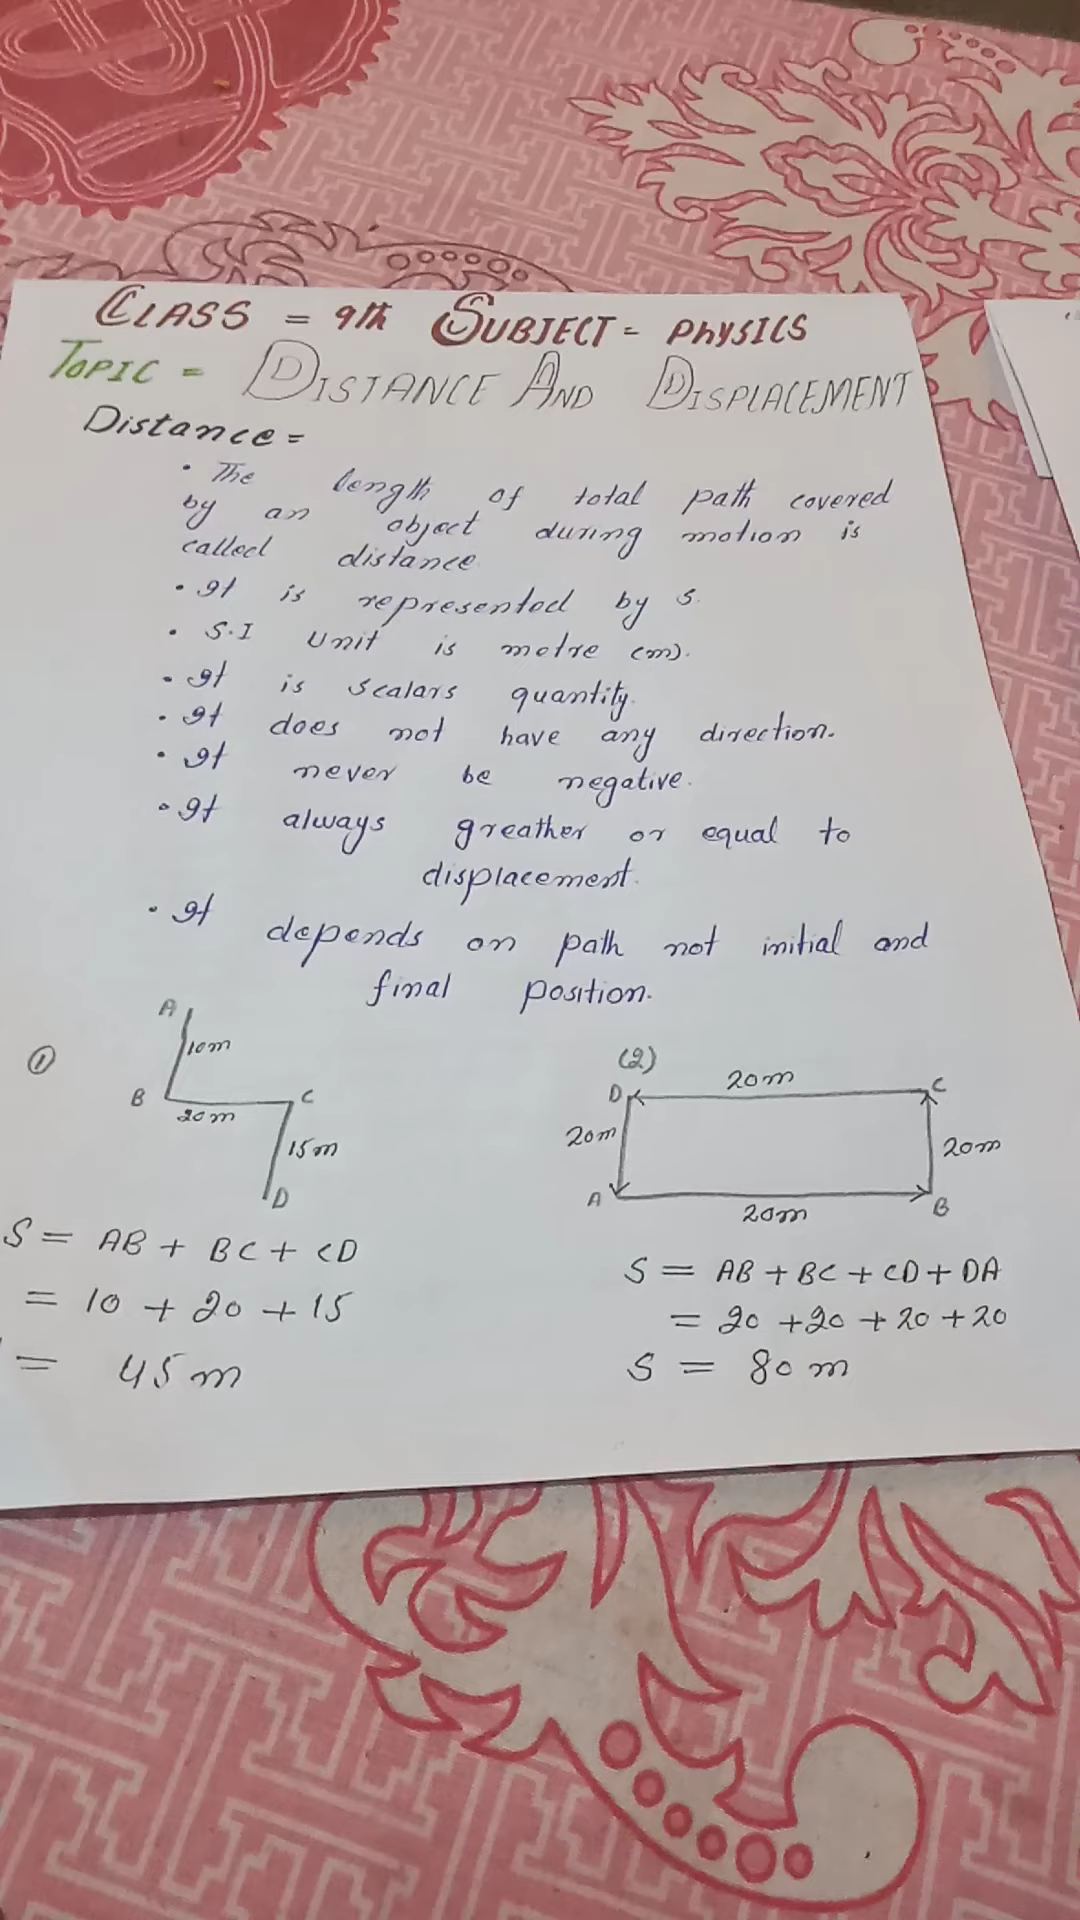 CLASS = 9th SUBJECT = PhYSICS
TOPIC = DISTANCE AND DISPLACEMENT
Distance =
• The length of total path covered
by an object during motion is
called distance
• It is represented by s.
• S.I Unit is metre (m).
• It is scalars quantity.
• It does not have any direction.
• It never be negative.
• It always greather or equal to
displacement.
• It depends on path not initial and
final position.
①
A
10m
B
20m
C
15m
D
S = AB + BC + CD
= 10 + 20 + 15
= 45 m
(2)
D
20m
C
20m
20m
A
20m
B
S = AB + BC + CD + DA
= 20 + 20 + 20 + 20
S = 80 m